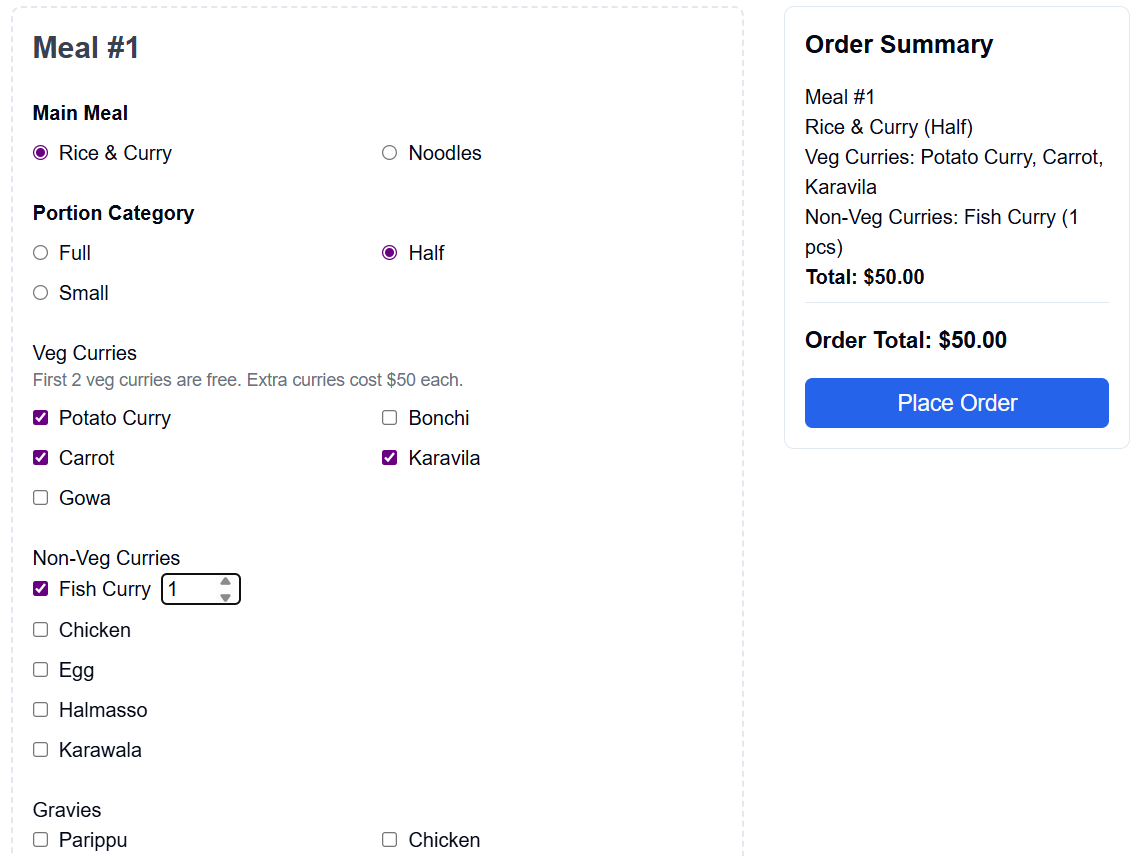 Meal #1
Main Meal
Rice & Curry
Noodles
Portion Category
Full
Half
Small
Veg Curries
First 2 veg curries are free. Extra curries cost $50 each.
Potato Curry
Bonchi
Carrot
Karavila
Gowa
Non-Veg Curries
Fish Curry 1
Chicken
Egg
Halmasso
Karawala
Gravies
Parippu
Chicken
Order Summary
Meal #1
Rice & Curry (Half)
Veg Curries: Potato Curry, Carrot,
Karavila
Non-Veg Curries: Fish Curry (1
pcs)
Total: $50.00
Order Total: $50.00
Place Order